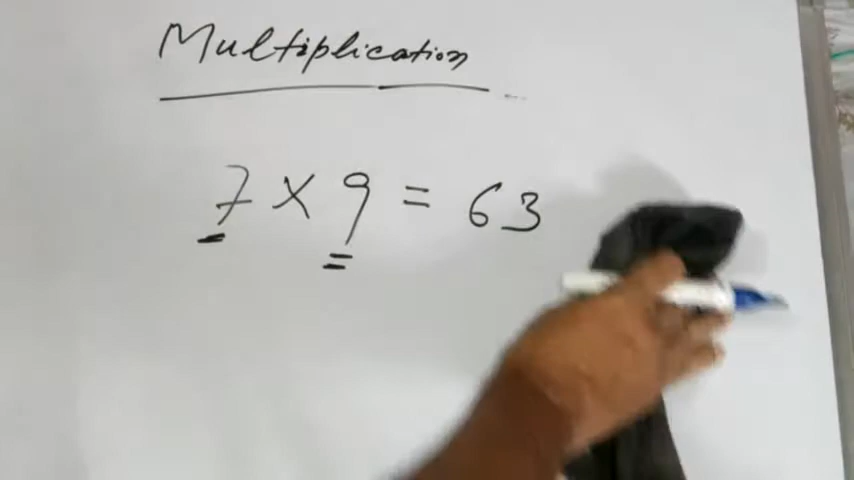 Multiplication
7 × 9 = 63